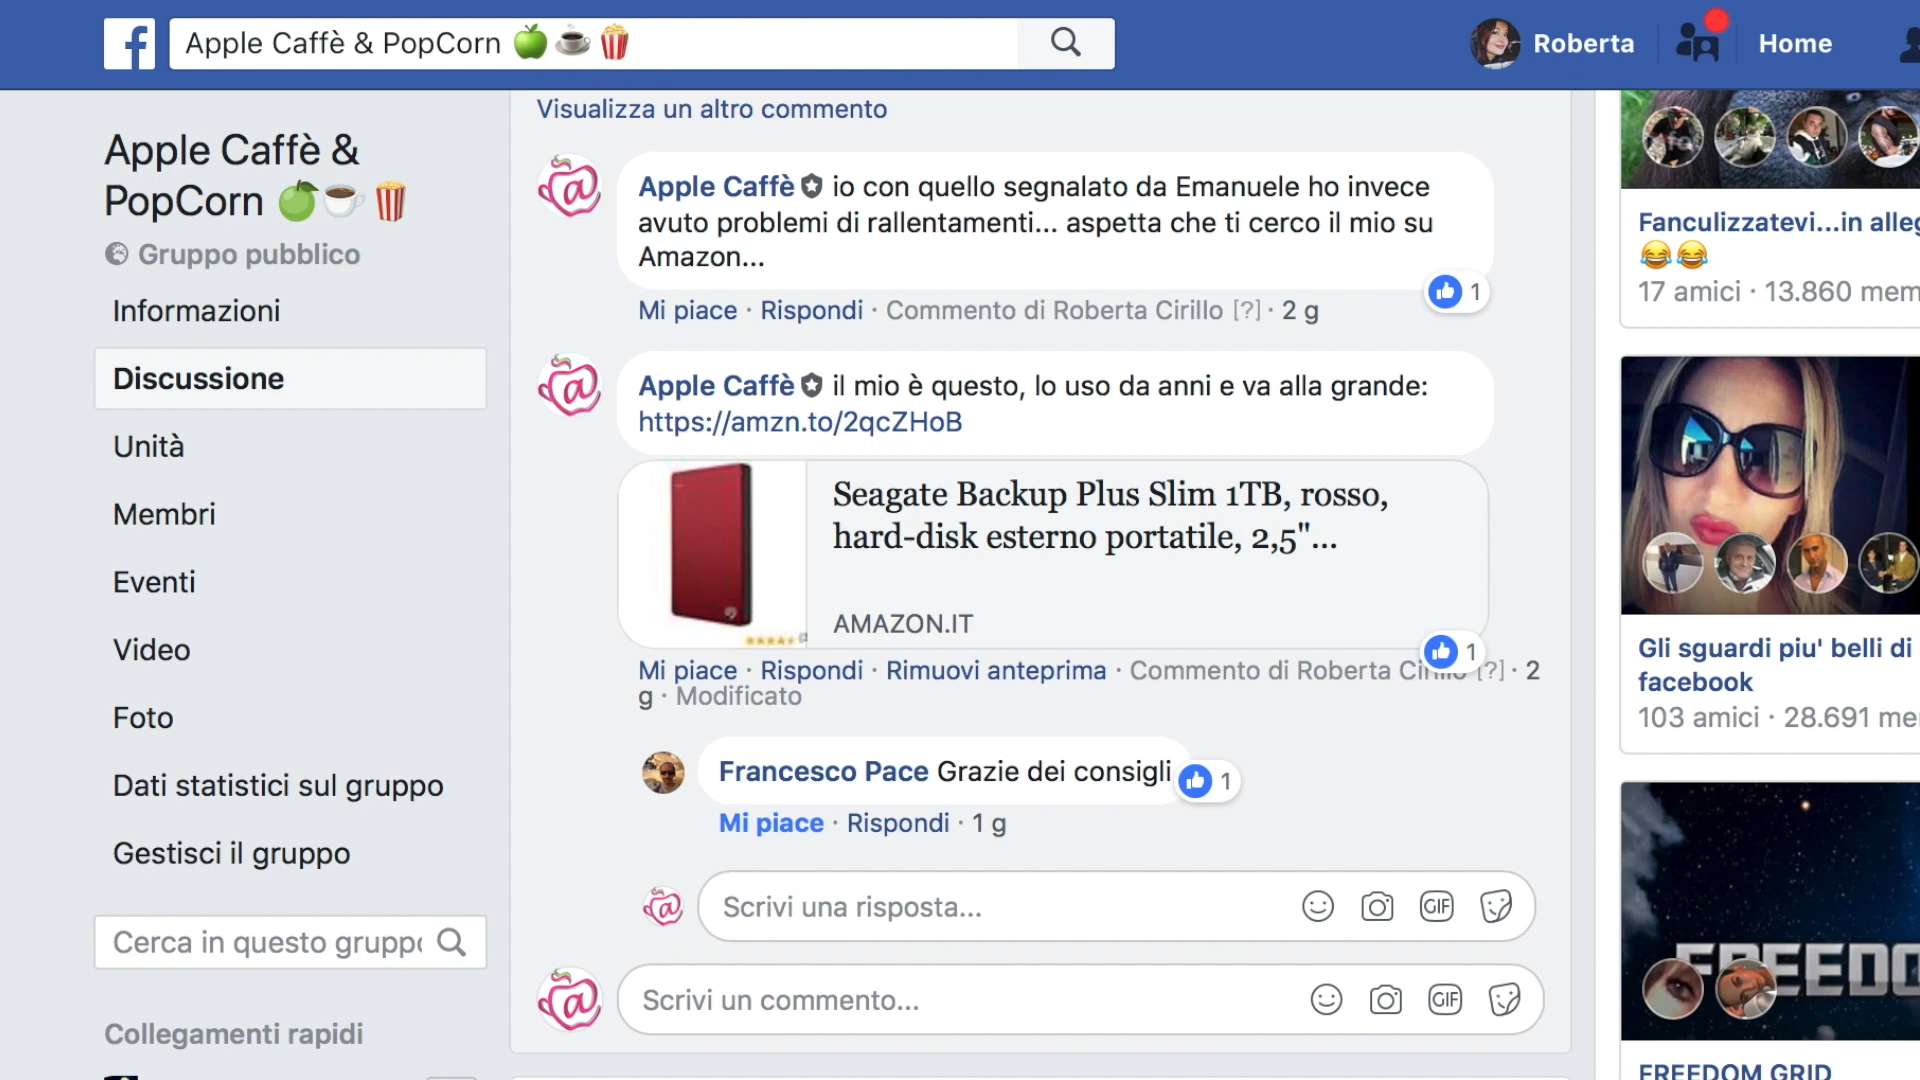 Apple Caffè & PopCorn 🍏☕🍿
Roberta
Home
Apple Caffè &
PopCorn 🍏☕🍿
Gruppo pubblico
Informazioni
Discussione
Unità
Membri
Eventi
Video
Foto
Dati statistici sul gruppo
Gestisci il gruppo
Cerca in questo gruppo
Collegamenti rapidi
Visualizza un altro commento
Apple Caffè io con quello segnalato da Emanuele ho invece
avuto problemi di rallentamenti... aspetta che ti cerco il mio su
Amazon...
1
Mi piace · Rispondi · Commento di Roberta Cirillo [?] · 2 g
Apple Caffè il mio è questo, lo uso da anni e va alla grande:
https://amzn.to/2qcZHoB
Seagate Backup Plus Slim 1TB, rosso,
hard-disk esterno portatile, 2,5"...
AMAZON.IT
1
Mi piace · Rispondi · Rimuovi anteprima · Commento di Roberta Cirillo [?] · 2
g · Modificato
Francesco Pace Grazie dei consigli
1
Mi piace · Rispondi · 1 g
Scrivi una risposta...
GIF
Scrivi un commento...
GIF
Fanculizzatevi...in alleg
😂😂
17 amici · 13.860 mem
Gli sguardi piu' belli di
facebook
103 amici · 28.691 me
FREEDO
FREEDOM GRID